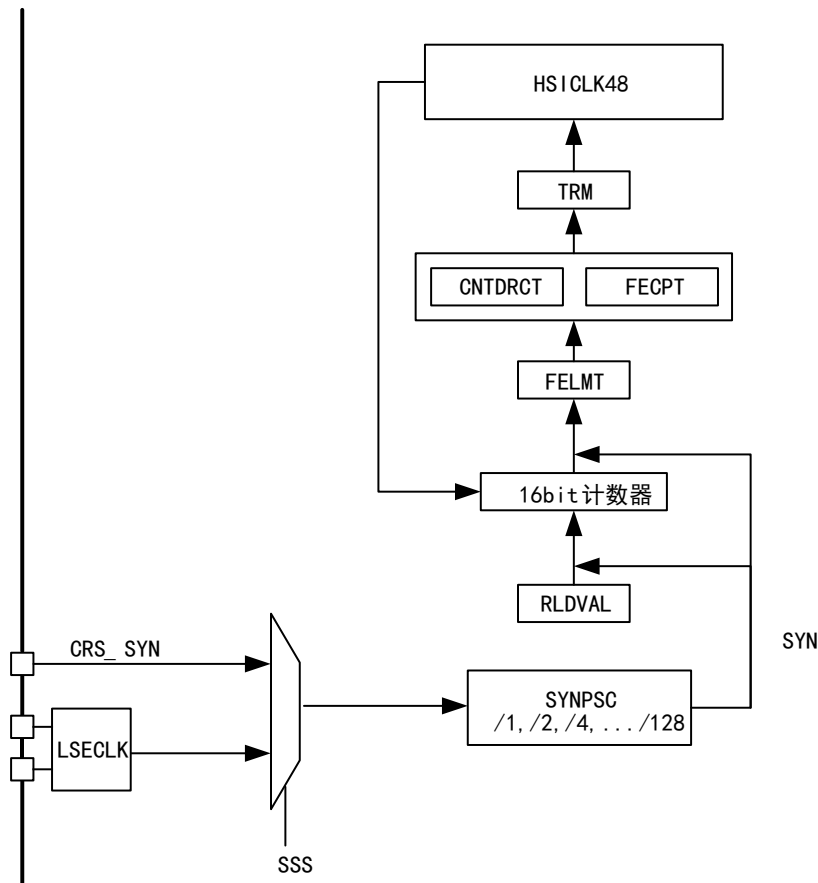 HSICLK48
TRM
CNTDRCT
FECPT
FELMT
16bit计数器
RLDVAL
CRS_ SYN
SYN
SYNPSC
/1, /2, /4, ... /128
LSECLK
SSS